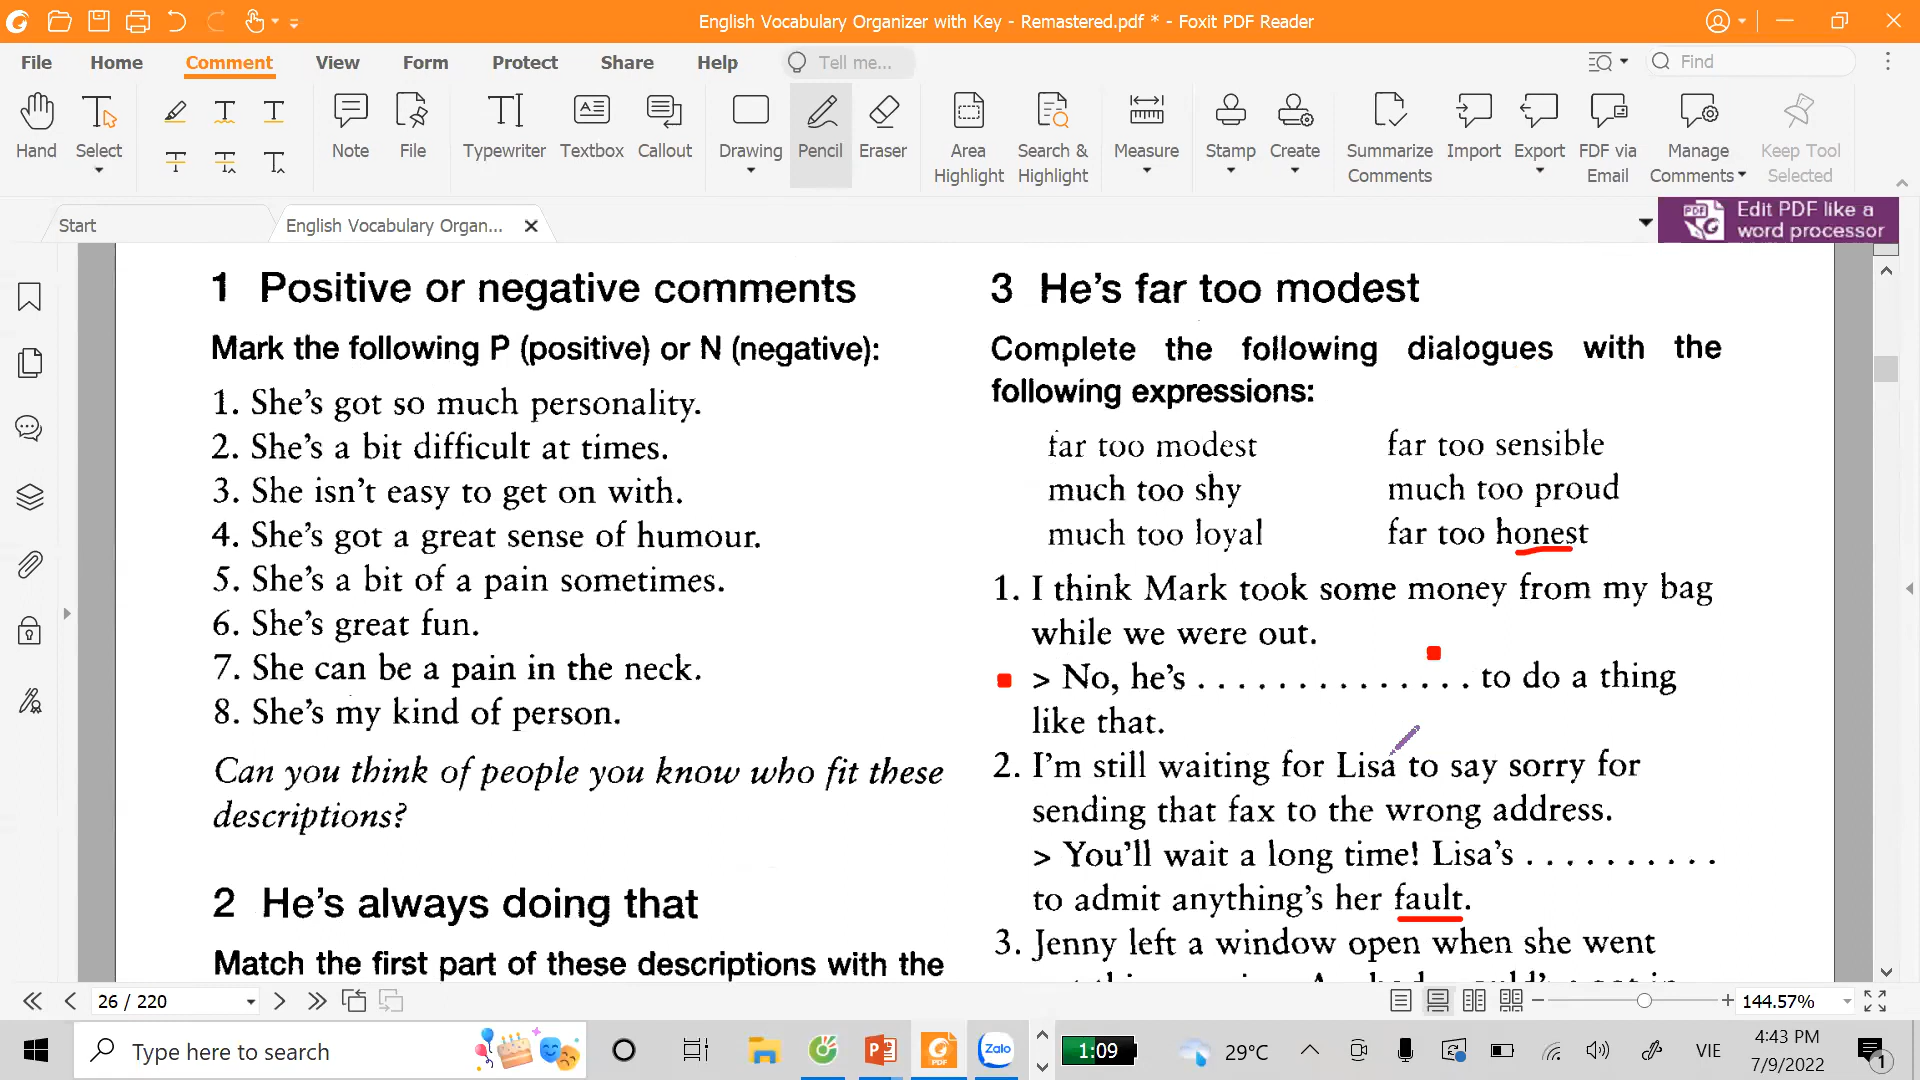 English Vocabulary Organizer with Key - Remastered.pdf * - Foxit PDF Reader
File Home Comment View Form Protect Share Help Tell me... Find
Hand Select Note File Typewriter Textbox Callout Drawing Pencil Eraser Area Highlight Search & Highlight Measure Stamp Create Summarize Comments Import Export FDF via Email Manage Comments Keep Tool Selected
Start English Vocabulary Organ... Edit PDF like a
word processor
1 Positive or negative comments
Mark the following P (positive) or N (negative):
1. She's got so much personality.
2. She's a bit difficult at times.
3. She isn't easy to get on with.
4. She's got a great sense of humour.
5. She's a bit of a pain sometimes.
6. She's great fun.
7. She can be a pain in the neck.
8. She's my kind of person.
Can you think of people you know who fit these
descriptions?
2 He's always doing that
Match the first part of these descriptions with the
3 He's far too modest
Complete the following dialogues with the
following expressions:
far too modest far too sensible
much too shy much too proud
much too loyal far too honest
1. I think Mark took some money from my bag
while we were out.
> No, he's . . . . . . . . . . . . . . to do a thing
like that.
2. I'm still waiting for Lisa to say sorry for
sending that fax to the wrong address.
> You'll wait a long time! Lisa's . . . . . . . . . .
to admit anything's her fault.
3. Jenny left a window open when she went
26 / 220 144.57%
Type here to search Zalo 1:09 29°C VIE 4:43 PM
7/9/2022 1